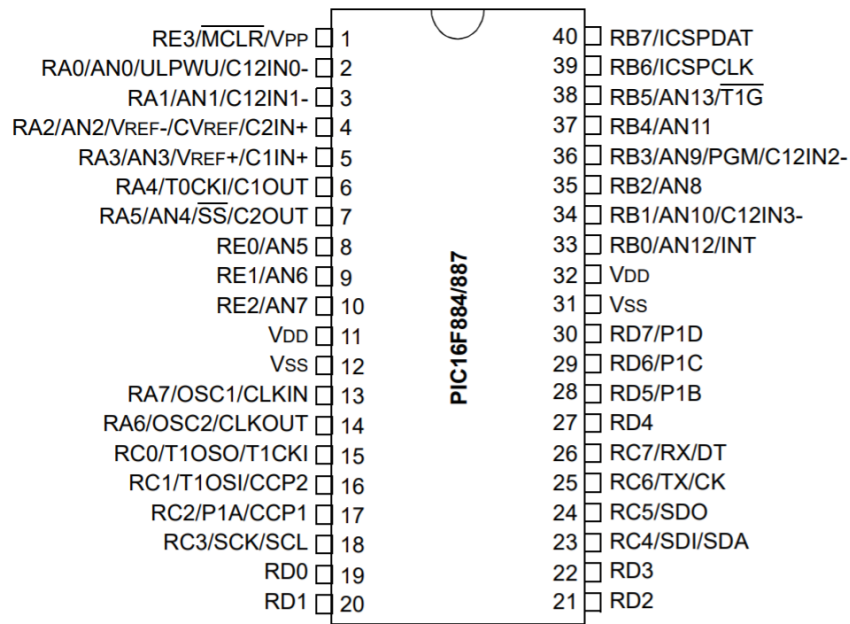 RE3/MCLR/VPP 1
RA0/AN0/ULPWU/C12IN0- 2
RA1/AN1/C12IN1- 3
RA2/AN2/VREF-/CVREF/C2IN+ 4
RA3/AN3/VREF+/C1IN+ 5
RA4/T0CKI/C1OUT 6
RA5/AN4/SS/C2OUT 7
RE0/AN5 8
RE1/AN6 9
RE2/AN7 10
VDD 11
VSS 12
RA7/OSC1/CLKIN 13
RA6/OSC2/CLKOUT 14
RC0/T1OSO/T1CKI 15
RC1/T1OSI/CCP2 16
RC2/P1A/CCP1 17
RC3/SCK/SCL 18
RD0 19
RD1 20
PIC16F884/887
40 RB7/ICSPDAT
39 RB6/ICSPCLK
38 RB5/AN13/T1G
37 RB4/AN11
36 RB3/AN9/PGM/C12IN2-
35 RB2/AN8
34 RB1/AN10/C12IN3-
33 RB0/AN12/INT
32 VDD
31 VSS
30 RD7/P1D
29 RD6/P1C
28 RD5/P1B
27 RD4
26 RC7/RX/DT
25 RC6/TX/CK
24 RC5/SDO
23 RC4/SDI/SDA
22 RD3
21 RD2